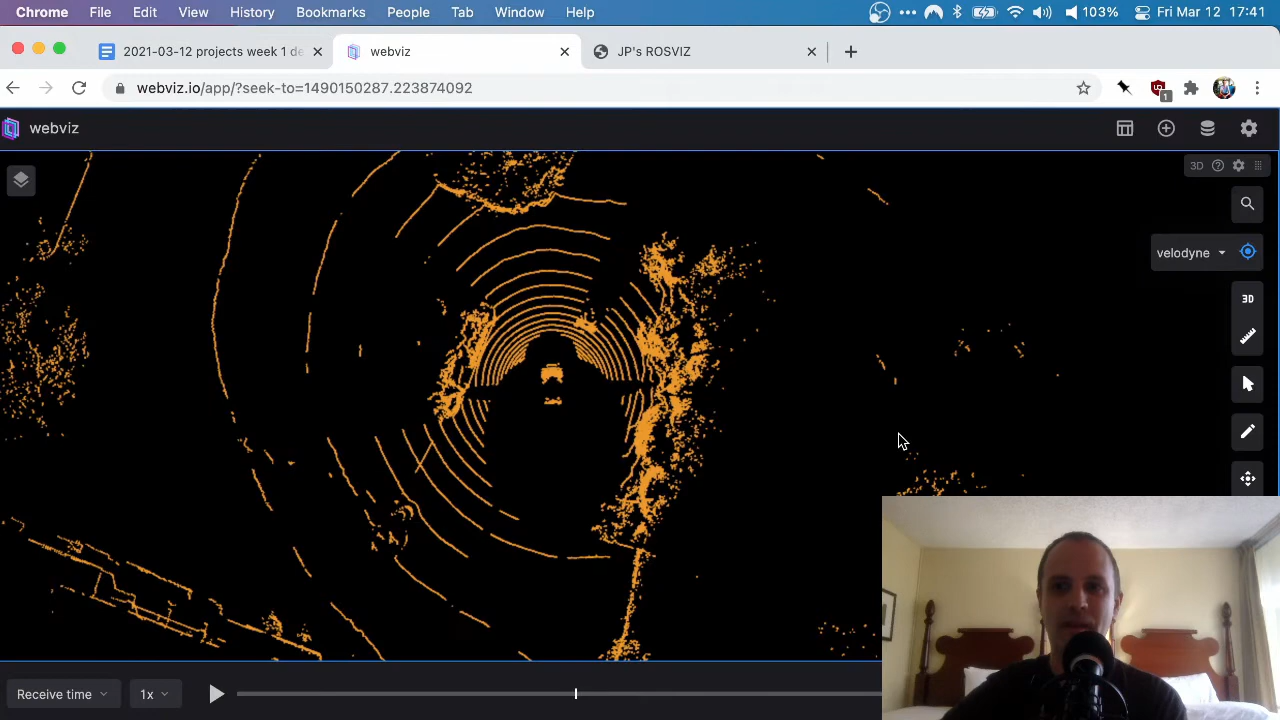 Chrome File Edit View History Bookmarks People Tab Window Help 103% Fri Mar 12 17:41
2021-03-12 projects week 1 de webviz JP's ROSVIZ
webviz.io/app/?seek-to=1490150287.223874092 1
webviz
3D
velodyne
3D
Receive time 1x